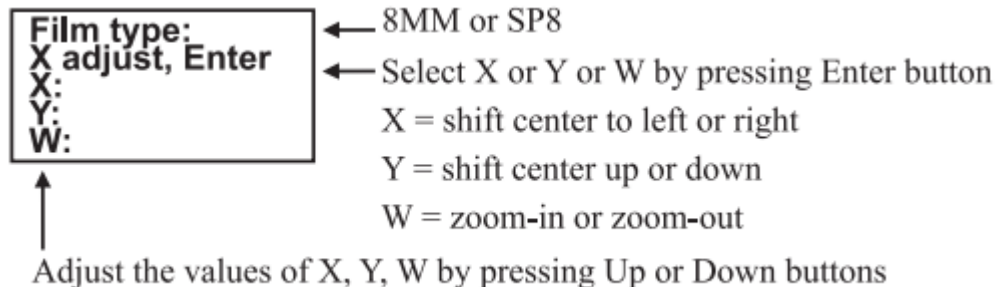 Film type:
X adjust, Enter
X:
Y:
W:
8MM or SP8
Select X or Y or W by pressing Enter button
X = shift center to left or right
Y = shift center up or down
W = zoom-in or zoom-out
Adjust the values of X, Y, W by pressing Up or Down buttons